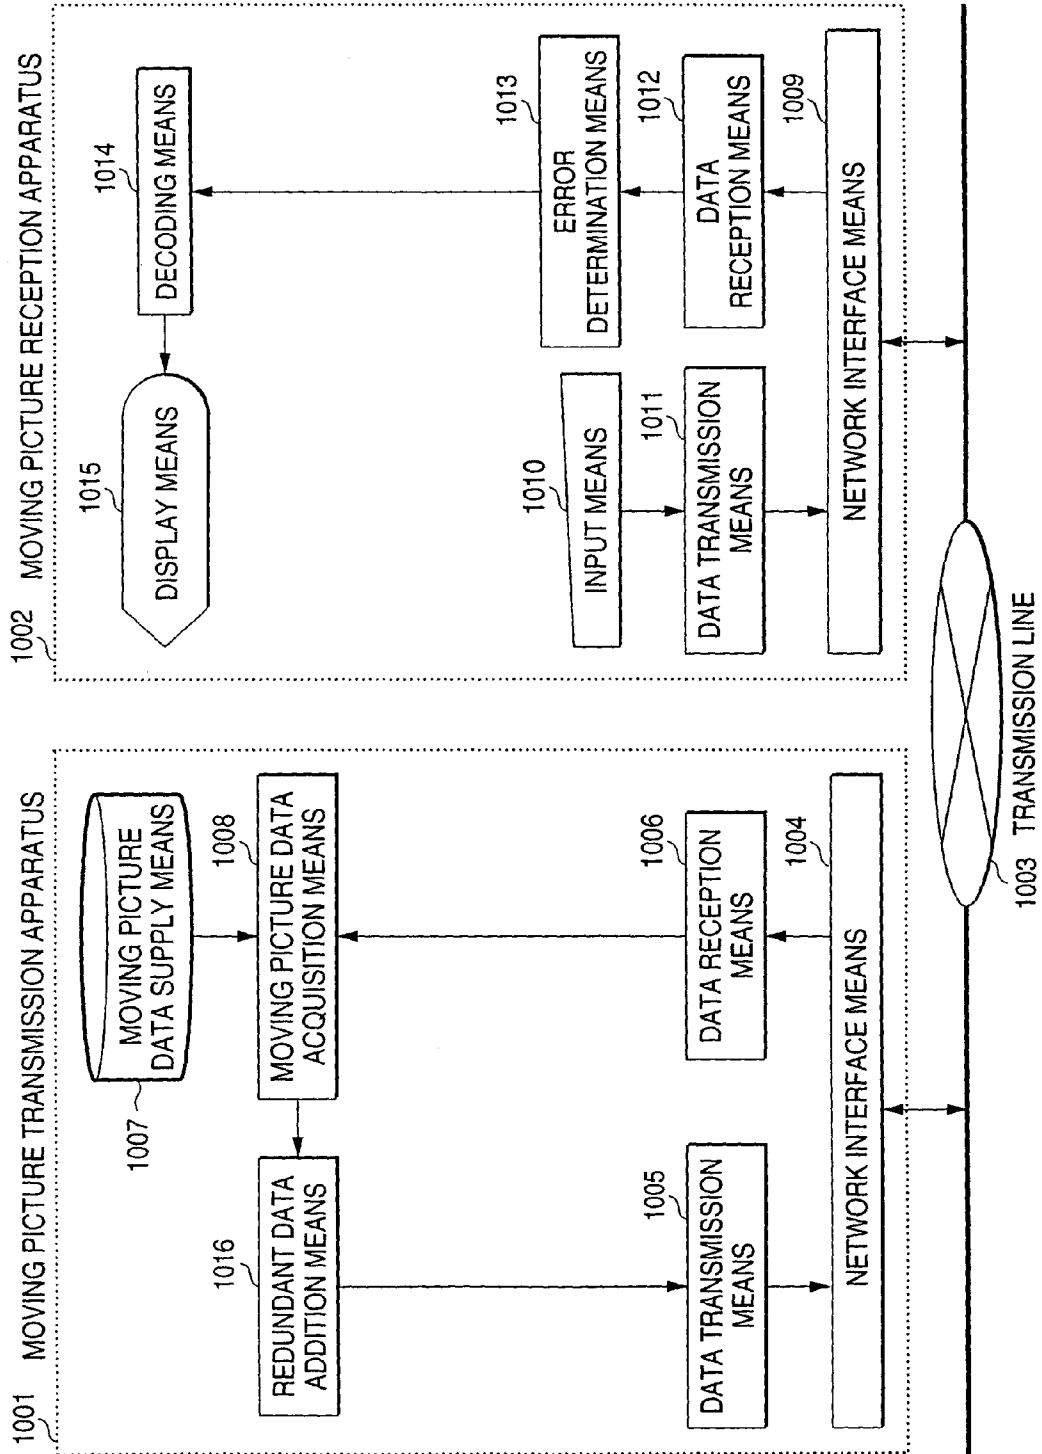 1001
MOVING PICTURE TRANSMISSION APPARATUS
MOVING PICTURE
DATA SUPPLY MEANS
1007
1008
MOVING PICTURE DATA
ACQUISITION MEANS
1016
REDUNDANT DATA
ADDITION MEANS
1005
DATA TRANSMISSION
MEANS
1006
DATA RECEPTION
MEANS
1004
NETWORK INTERFACE MEANS
1003
TRANSMISSION LINE
1002
MOVING PICTURE RECEPTION APPARATUS
1015
DISPLAY MEANS
1014
DECODING MEANS
1010
INPUT MEANS
1013
ERROR
DETERMINATION MEANS
1011
DATA TRANSMISSION
MEANS
1012
DATA
RECEPTION MEANS
1009
NETWORK INTERFACE MEANS